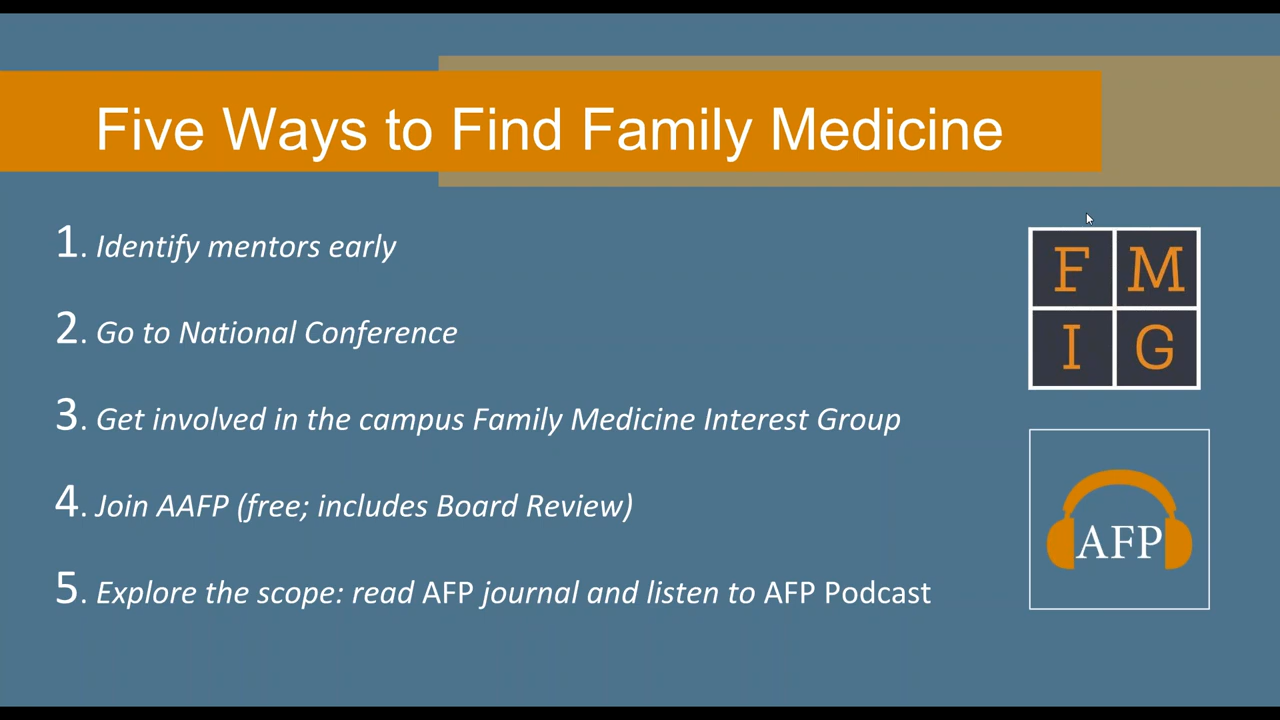 Five Ways to Find Family Medicine
1. Identify mentors early
2. Go to National Conference
3. Get involved in the campus Family Medicine Interest Group
4. Join AAFP (free; includes Board Review)
5. Explore the scope: read AFP journal and listen to AFP Podcast
F M
I G
AFP